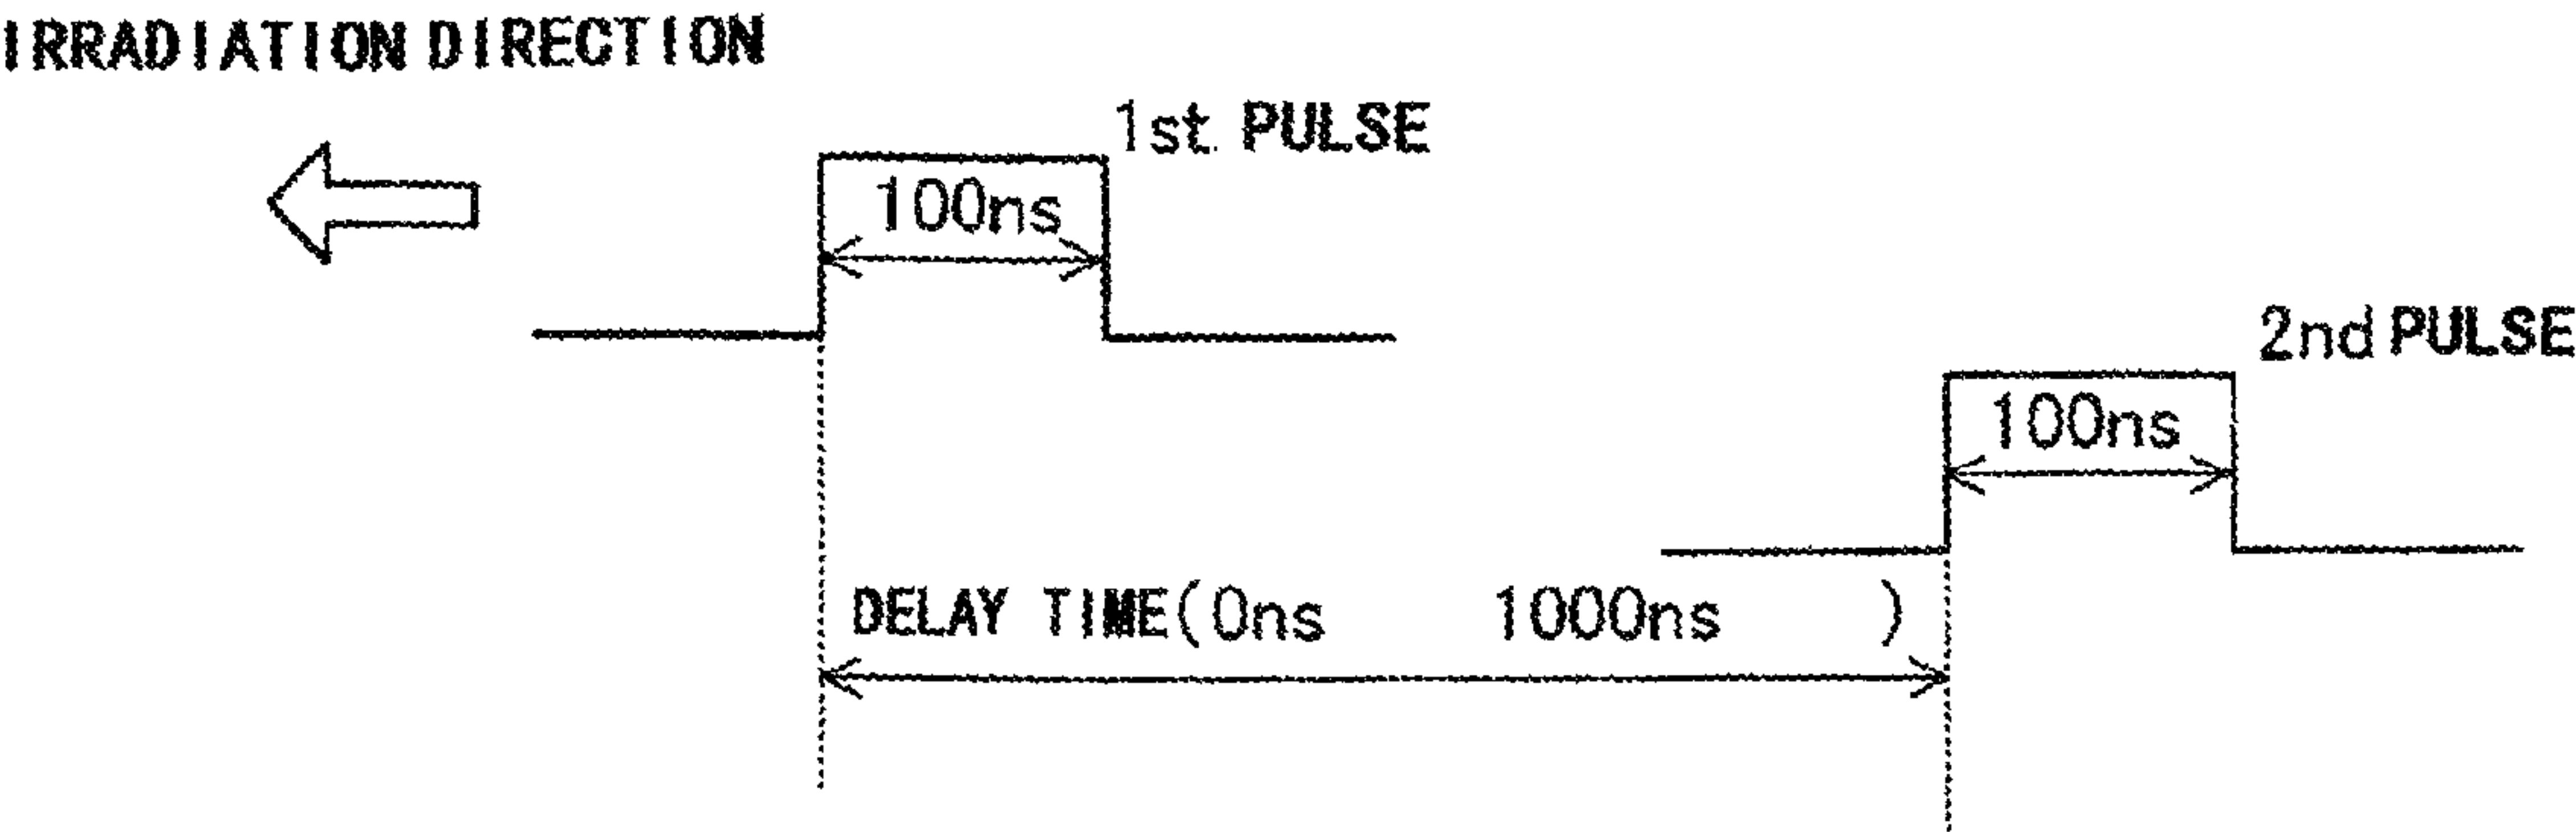 IRRADIATION DIRECTION
1st PULSE
100ns
2nd PULSE
100ns
DELAY TIME(0ns 1000ns )